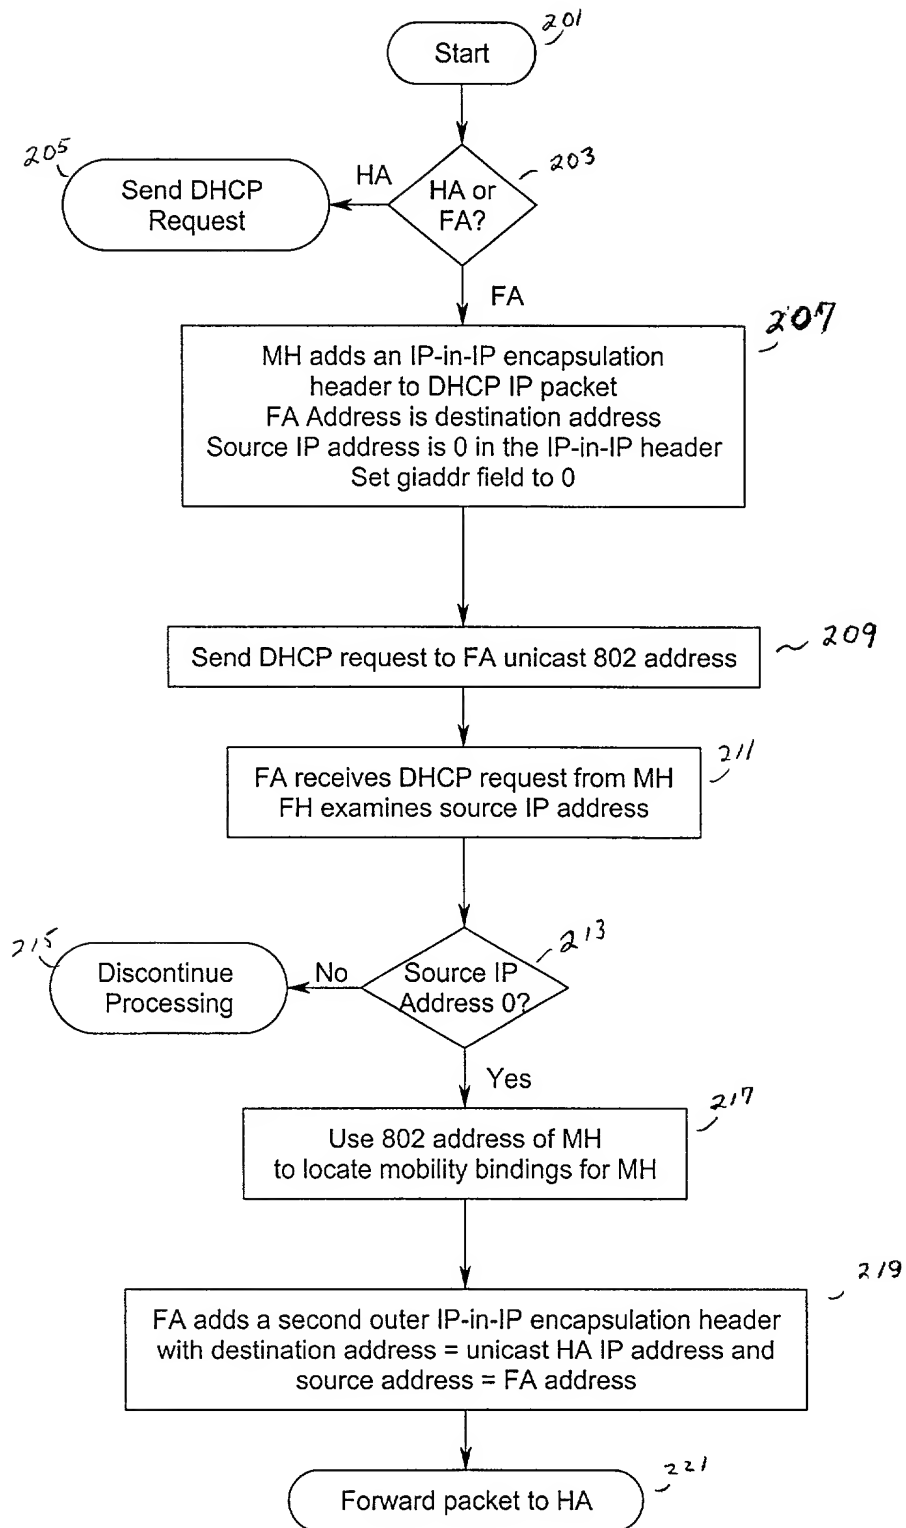 201
Start
205
203
HA
Send DHCP
Request
HA or
FA?
FA
207
MH adds an IP-in-IP encapsulation
header to DHCP IP packet
FA Address is destination address
Source IP address is 0 in the IP-in-IP header
Set giaddr field to 0
209
Send DHCP request to FA unicast 802 address
211
FA receives DHCP request from MH
FH examines source IP address
213
215
No
Discontinue
Processing
Source IP
Address 0?
Yes
217
Use 802 address of MH
to locate mobility bindings for MH
219
FA adds a second outer IP-in-IP encapsulation header
with destination address = unicast HA IP address and
source address = FA address
221
Forward packet to HA